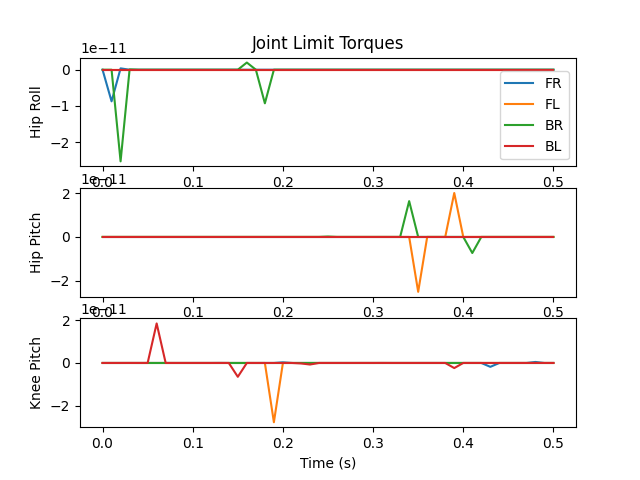 Joint Limit Torques
1e−11
Hip Roll
0
−1
−2
FR
FL
BR
BL
0.0 0.1 0.2 0.3 0.4 0.5
1e−11
Hip Pitch
2
0
−2
0.0 0.1 0.2 0.3 0.4 0.5
1e−11
Knee Pitch
2
0
−2
0.0 0.1 0.2 0.3 0.4 0.5
Time (s)